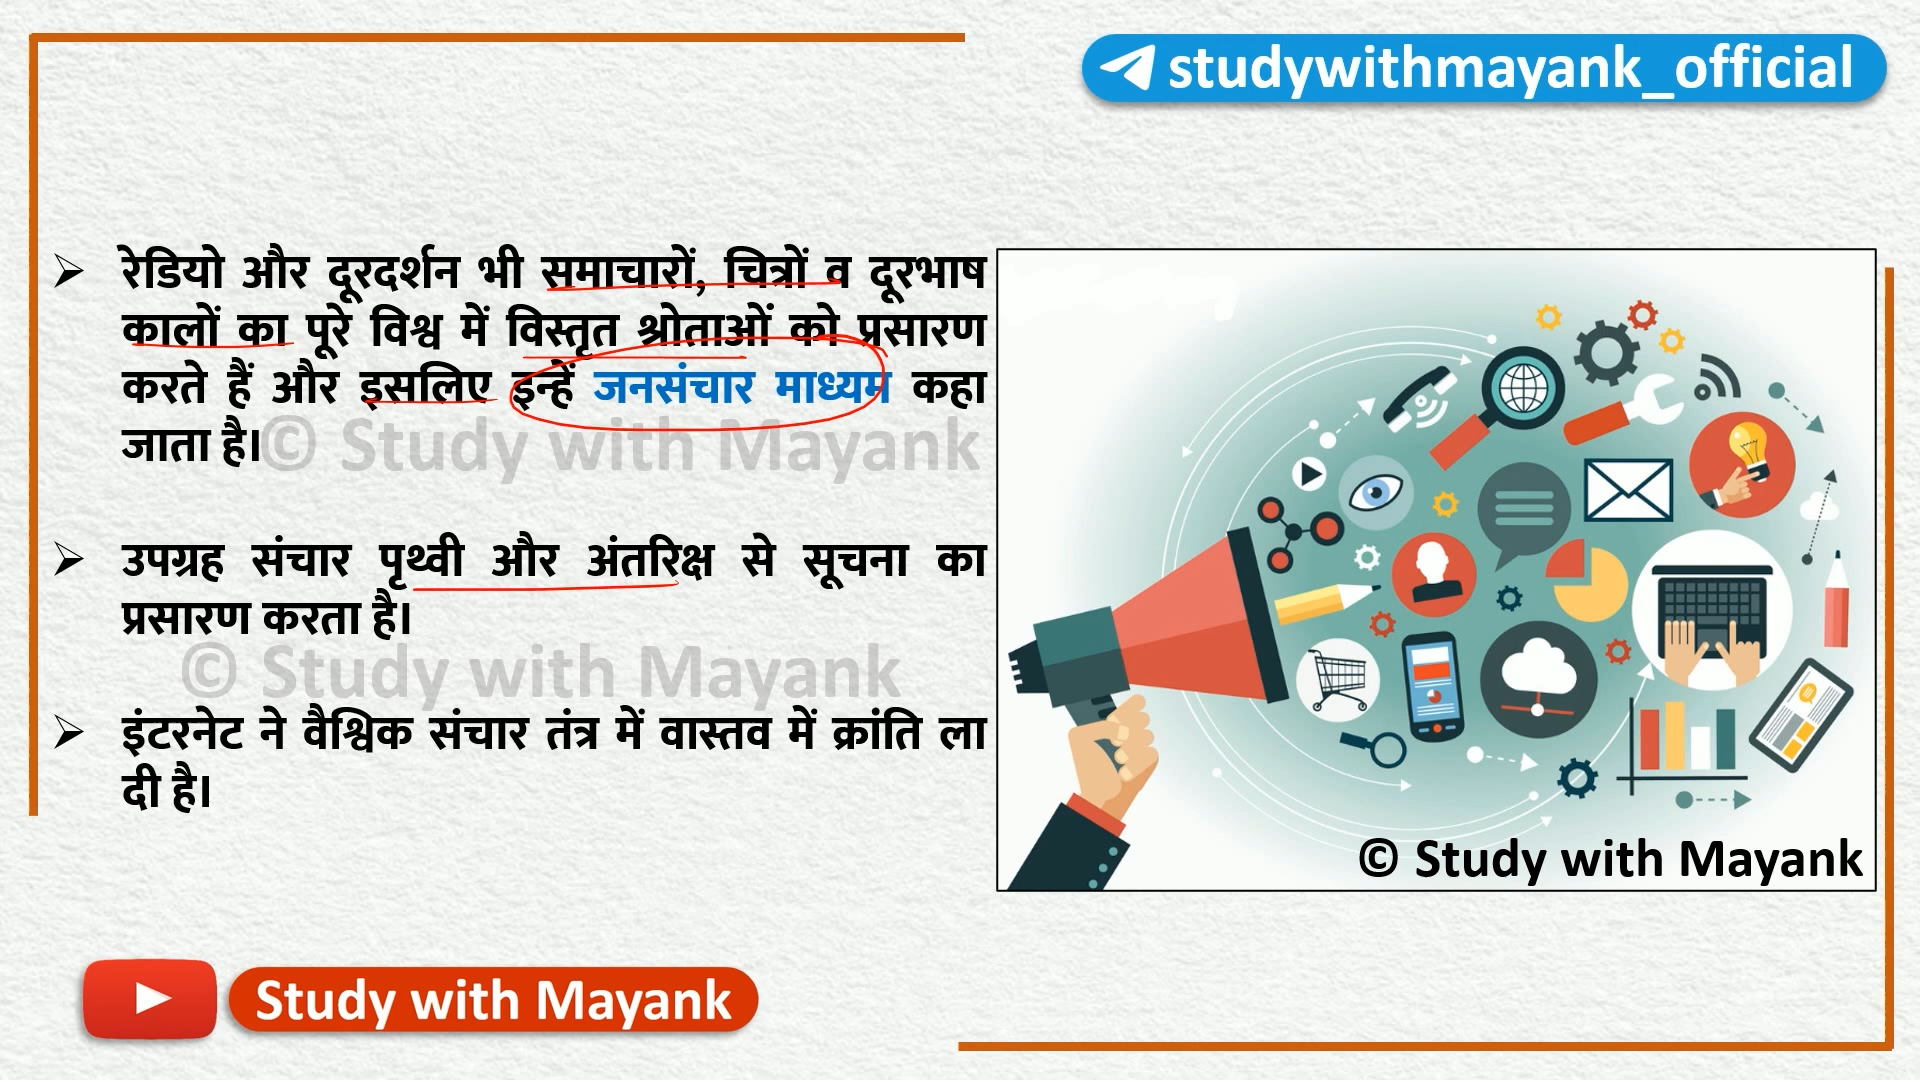 studywithmayank_official
रेडियो और दूरदर्शन भी समाचारों, चित्रों व दूरभाष
कालों का पूरे विश्व में विस्तृत श्रोताओं को प्रसारण
करते हैं और इसलिए इन्हें जनसंचार माध्यम कहा
जाता है।
© Study with Mayank
उपग्रह संचार पृथ्वी और अंतरिक्ष से सूचना का
प्रसारण करता है।
© Study with Mayank
इंटरनेट ने वैश्विक संचार तंत्र में वास्तव में क्रांति ला
दी है।
© Study with Mayank
Study with Mayank